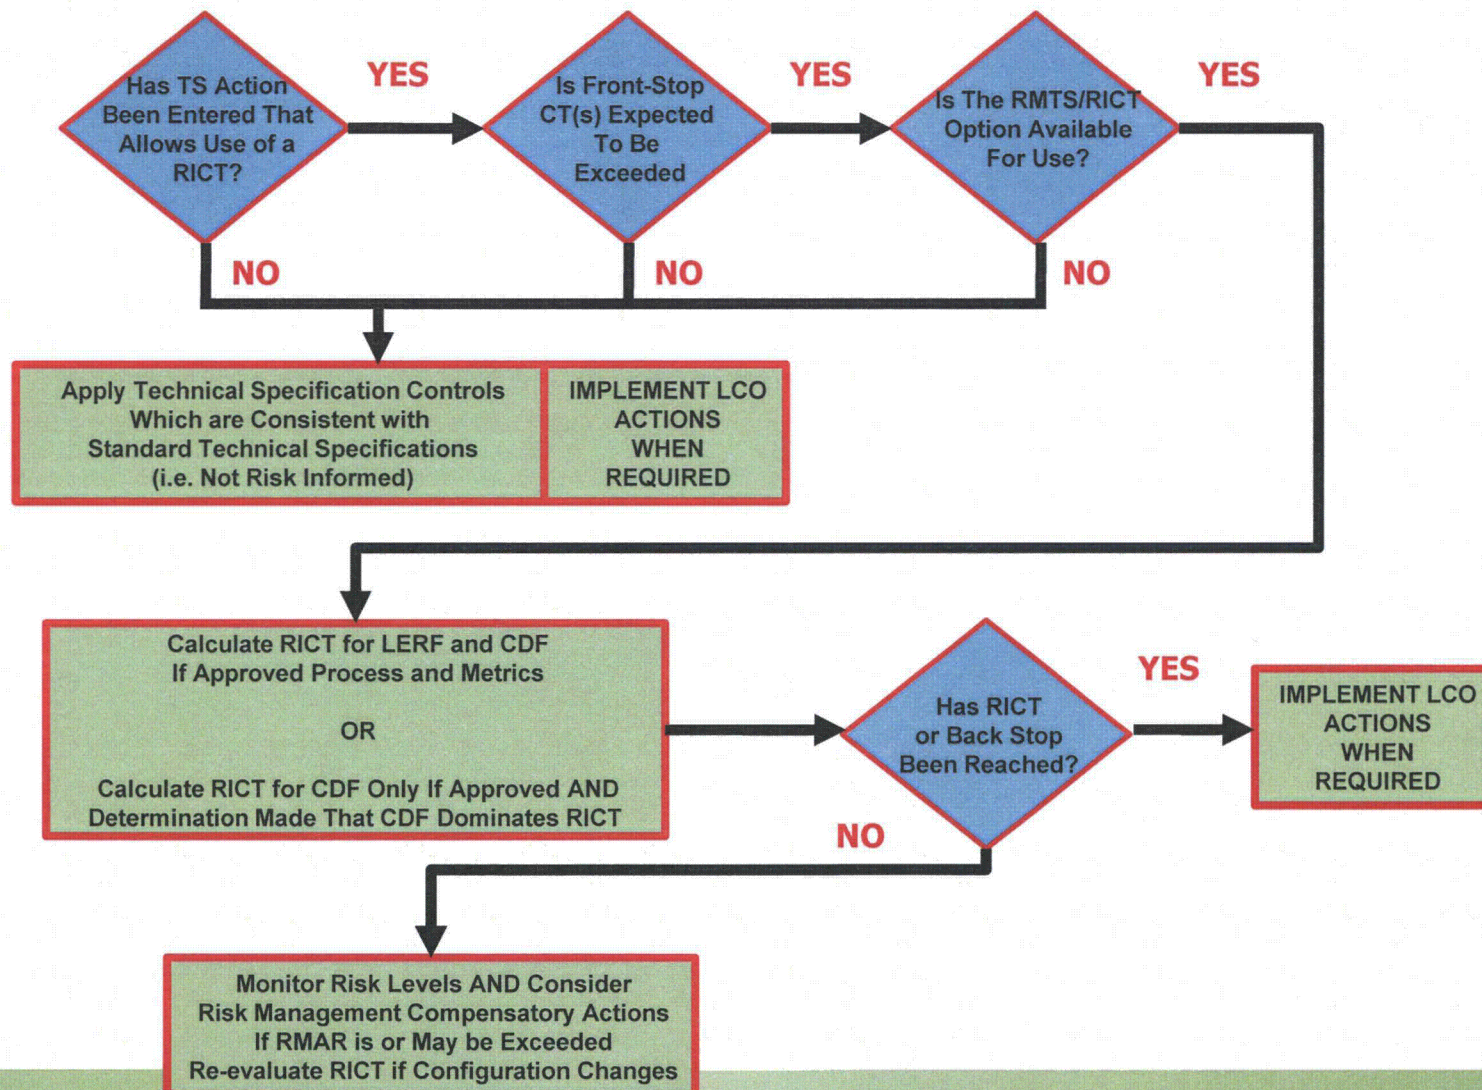 Has TS Action
Been Entered That
Allows Use of a
RICT?
YES
Is Front-Stop
CT(s) Expected
To Be
Exceeded
YES
Is The RMTS/RICT
Option Available
For Use?
YES
NO
NO
NO
Apply Technical Specification Controls
Which are Consistent with
Standard Technical Specifications
(i.e. Not Risk Informed)
IMPLEMENT LCO
ACTIONS
WHEN
REQUIRED
Calculate RICT for LERF and CDF
If Approved Process and Metrics
OR
Calculate RICT for CDF Only If Approved AND
Determination Made That CDF Dominates RICT
Has RICT
or Back Stop
Been Reached?
YES
IMPLEMENT LCO
ACTIONS
WHEN
REQUIRED
NO
Monitor Risk Levels AND Consider
Risk Management Compensatory Actions
If RMAR is or May be Exceeded
Re-evaluate RICT if Configuration Changes